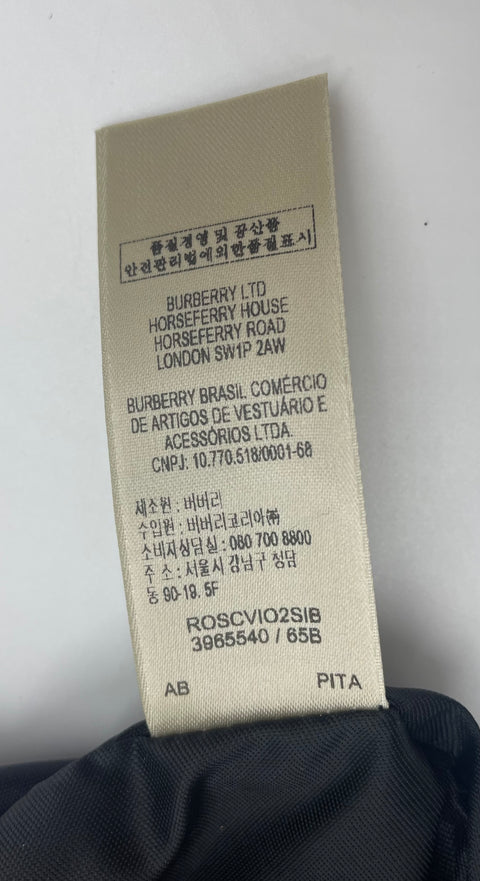 품질경영 및 공산품
안전관리법에의한품질표시
BURBERRY LTD
HORSEFERRY HOUSE
HORSEFERRY ROAD
LONDON SW1P 2AW
BURBERRY BRASIL COMÉRCIO
DE ARTIGOS DE VESTUÁRIO E
ACESSÓRIOS LTDA.
CNPJ: 10.770.518/0001-68
제조원 : 버버리
수입원 : 버버리코리아㈜
소비자상담실 : 080 700 8800
주 소 : 서울시 강남구 청담
동 90-19. 5F
ROSCVIO2SIB
3965540 / 65B
AB PITA